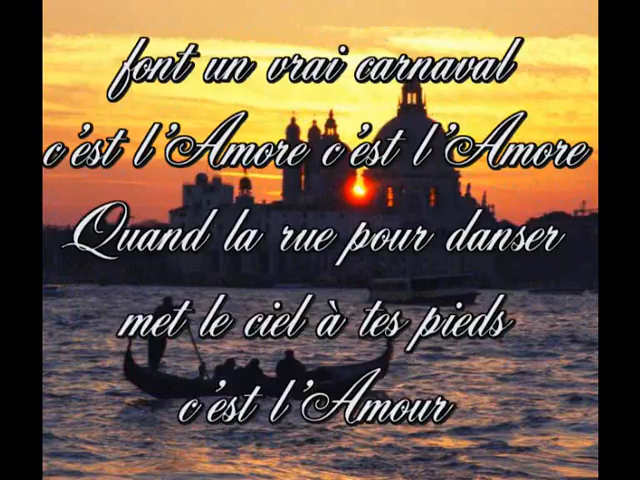 font un vrai carnaval
c'est l'Amore c'est l'Amore
Quand la rue pour danser
met le ciel à tes pieds
c'est l'Amour